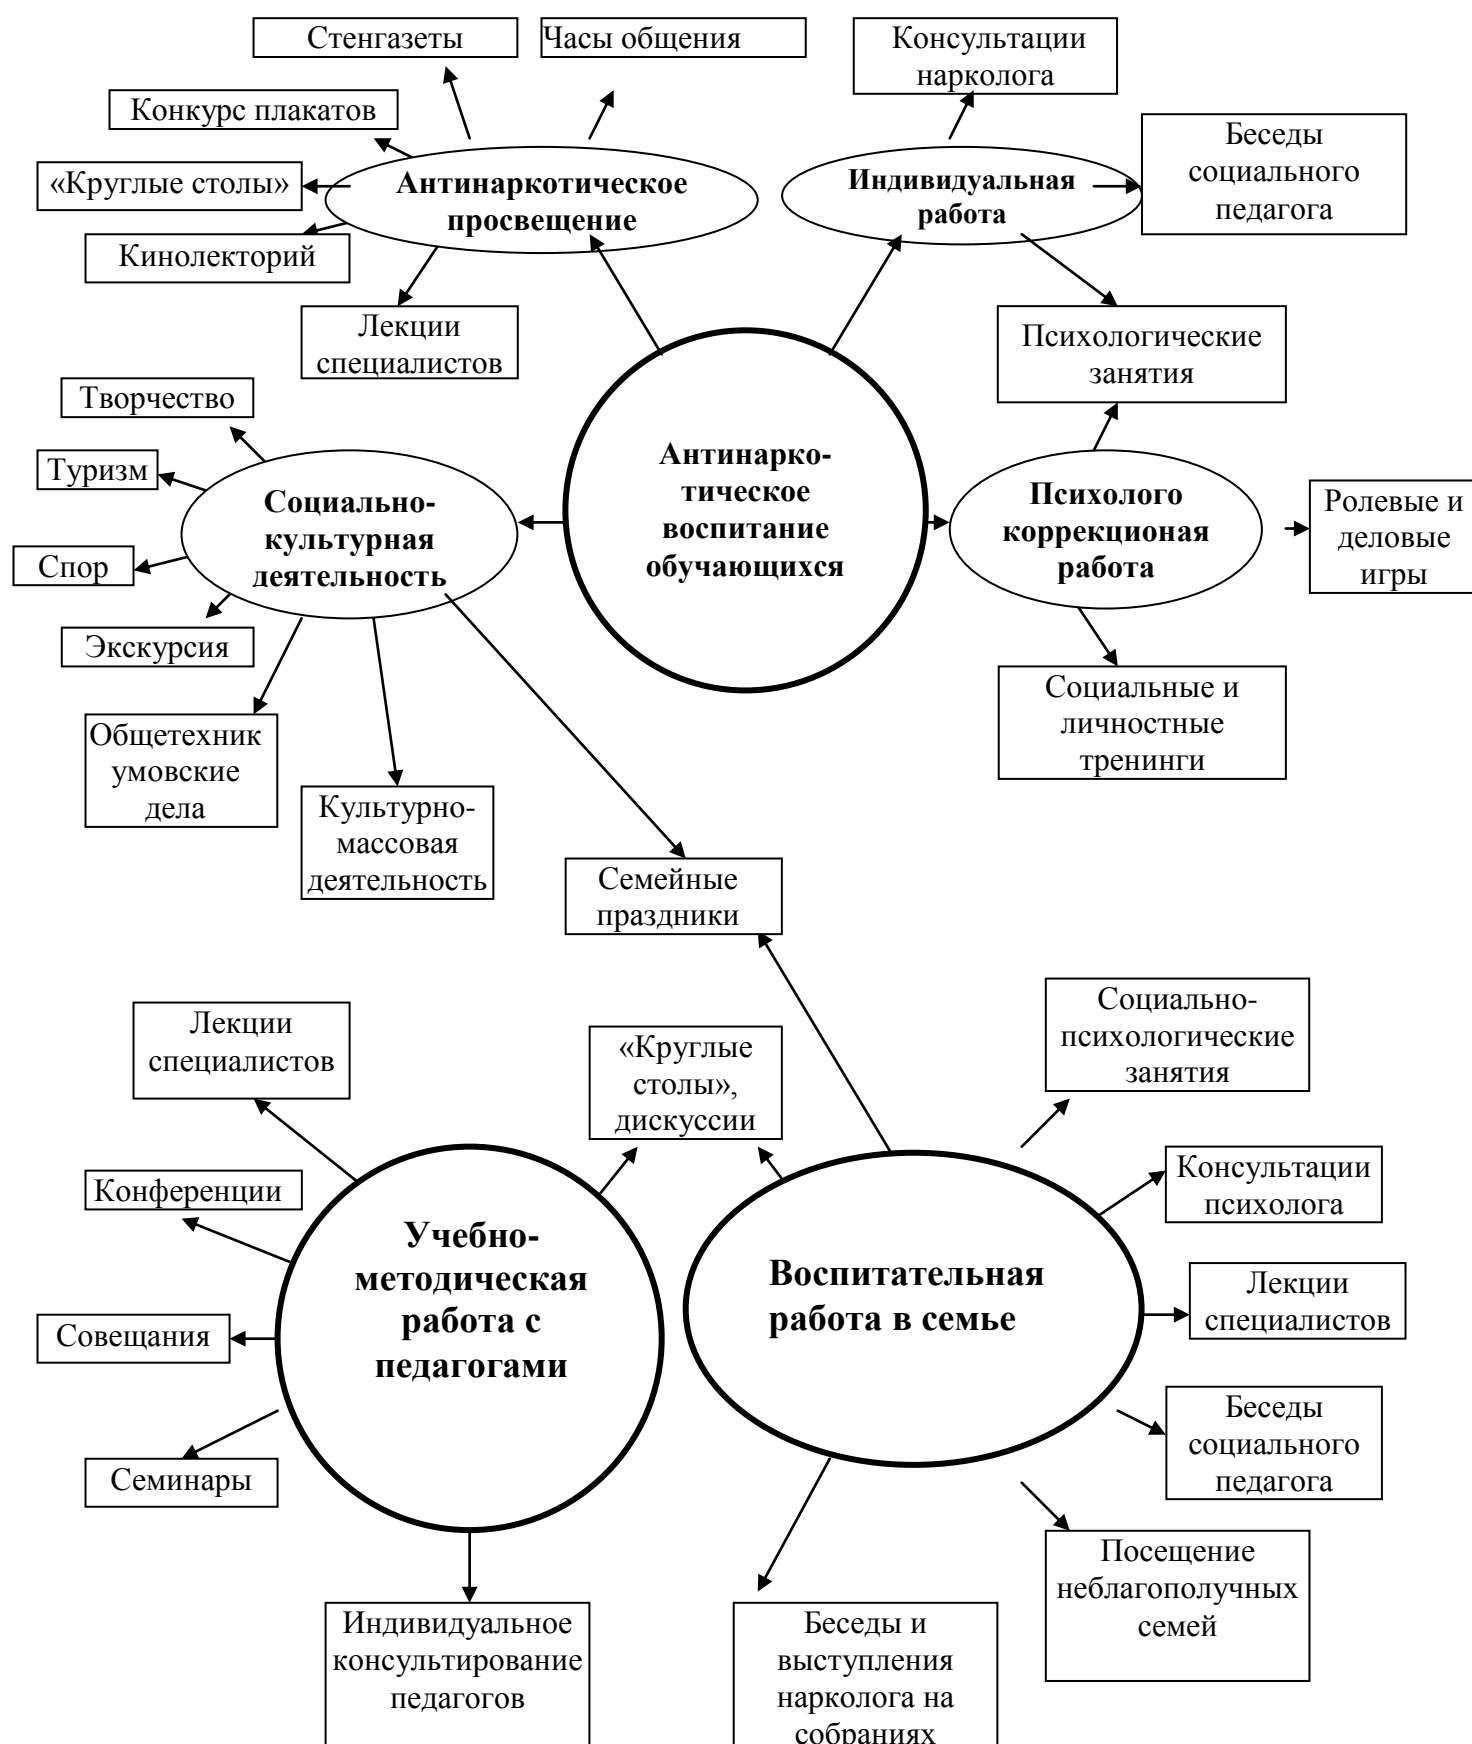 Стенгазеты
Часы общения
Консультации
нарколога
Конкурс плакатов
Беседы
социального
педагога
«Круглые столы»
Антинаркотическое
просвещение
Индивидуальная
работа
Кинолекторий
Лекции
специалистов
Психологические
занятия
Творчество
Туризм
Антинарко-
тическое
воспитание
обучающихся
Социально-
культурная
деятельность
Психолого
коррекционая
работа
Ролевые и
деловые
игры
Спор
Экскурсия
Социальные и
личностные
тренинги
Общетехник
умовские
дела
Культурно-
массовая
деятельность
Семейные
праздники
Лекции
специалистов
«Круглые
столы»,
дискуссии
Социально-
психологические
занятия
Конференции
Консультации
психолога
Учебно-
методическая
работа с
педагогами
Воспитательная
работа в семье
Лекции
специалистов
Совещания
Беседы
социального
педагога
Семинары
Посещение
неблагополучных
семей
Индивидуальное
консультирование
педагогов
Беседы и
выступления
нарколога на
собраниях